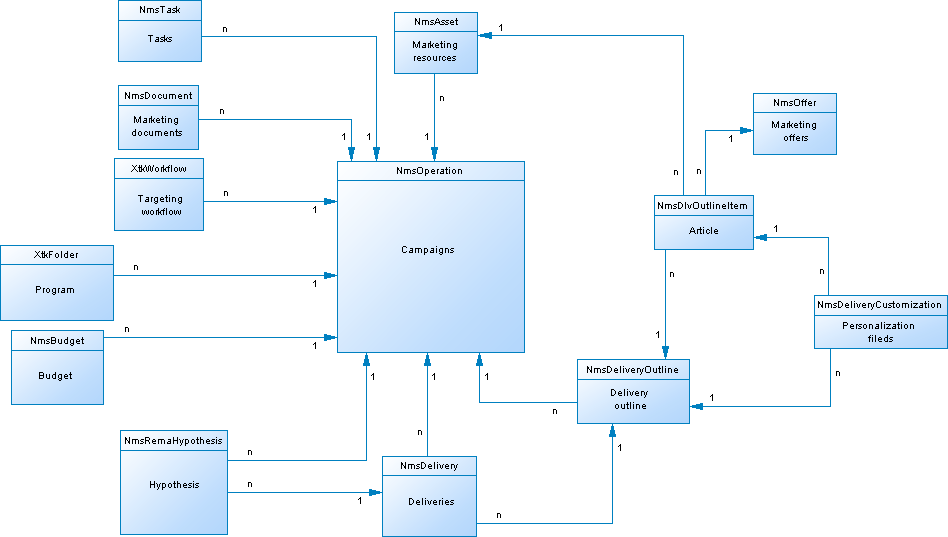 NmsTask
Tasks
n
NmsAsset
Marketing
resources
1
n
NmsDocument
Marketing
documents
n
1
1
1
NmsOffer
Marketing
offers
1
n
n
XtkWorkflow
Targeting
workflow
n
1
NmsOperation
Campaigns
NmsDlvOutlineItem
Article
1
n
n
XtkFolder
Program
n
1
NmsDeliveryCustomization
Personalization
fileds
n
NmsBudget
Budget
n
1
1
NmsDeliveryOutline
Delivery
outline
1
n
1
1
1
NmsRemaHypothesis
Hypothesis
n
n
1
n
NmsDelivery
Deliveries
n
1